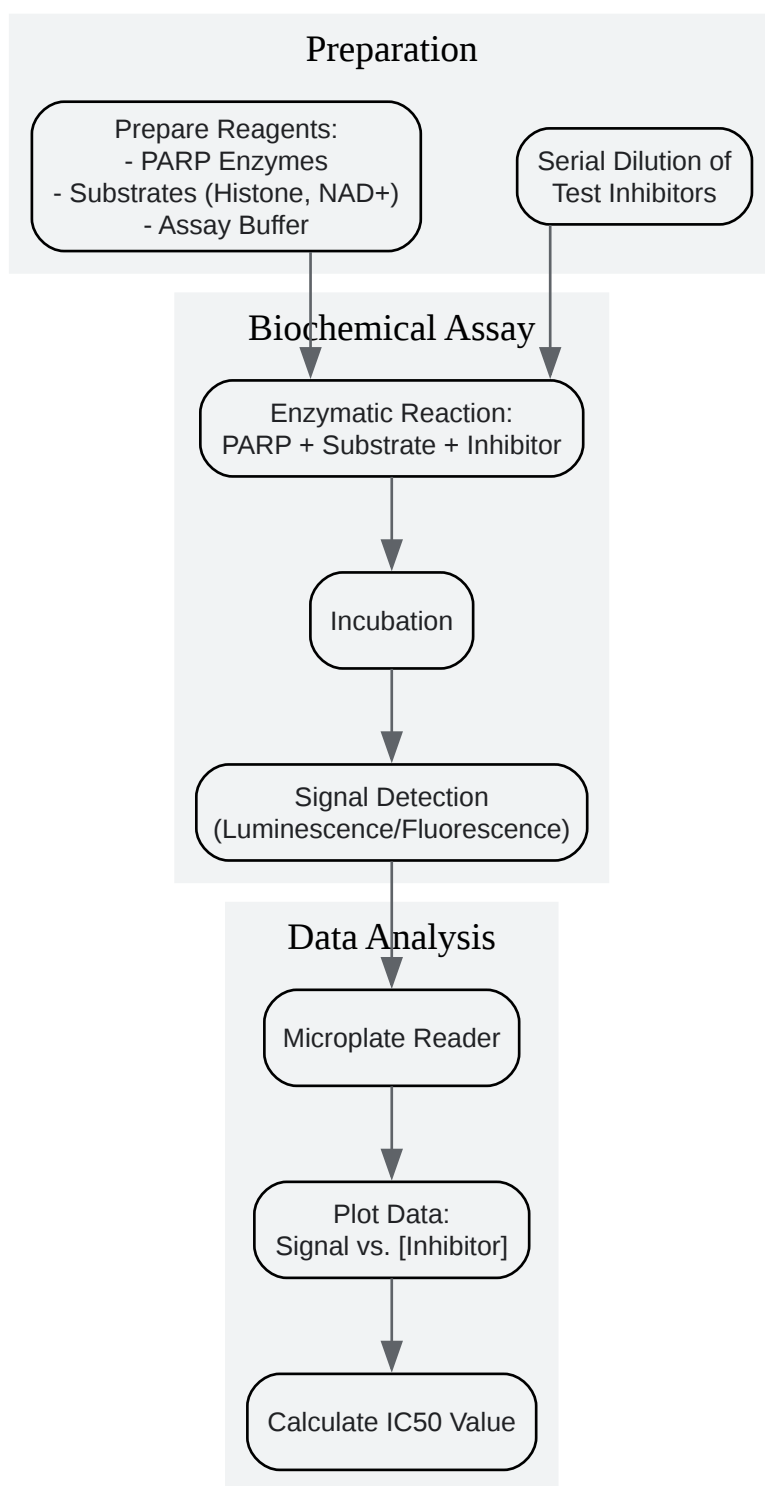 Preparation
Prepare Reagents:
- PARP Enzymes
- Substrates (Histone, NAD+)
- Assay Buffer
Serial Dilution of
Test Inhibitors
Biochemical Assay
Enzymatic Reaction:
PARP + Substrate + Inhibitor
Incubation
Signal Detection
(Luminescence/Fluorescence)
Data Analysis
Microplate Reader
Plot Data:
Signal vs. [Inhibitor]
Calculate IC50 Value